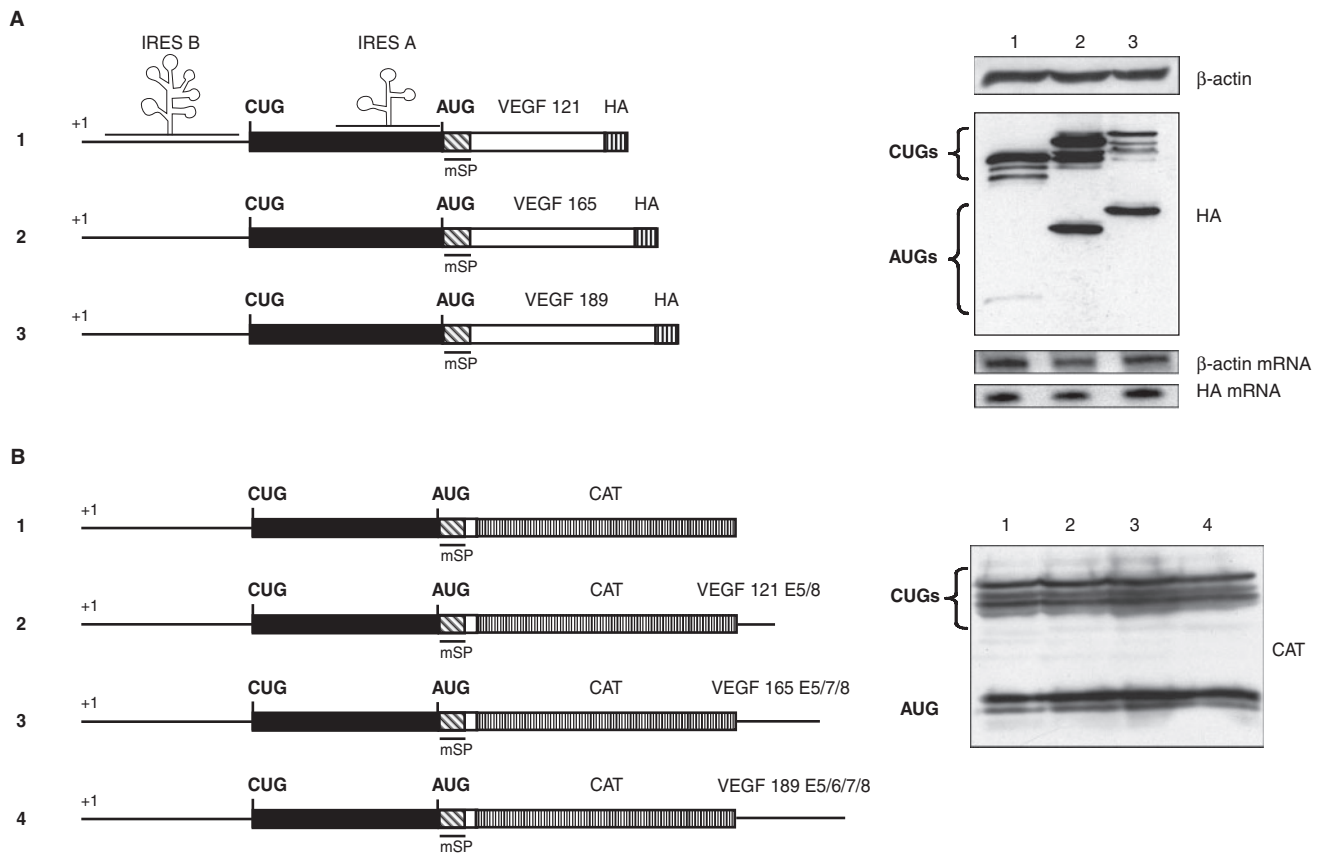 A
IRES B IRES A
CUG AUG VEGF 121 HA
+1
1
mSP
CUG AUG VEGF 165 HA
+1
2
mSP
CUG AUG VEGF 189 HA
+1
3
mSP
1 2 3
β-actin
CUGs
HA
AUGs
β-actin mRNA
HA mRNA
B
CUG AUG CAT
+1
1
mSP
CUG AUG CAT VEGF 121 E5/8
+1
2
mSP
CUG AUG CAT VEGF 165 E5/7/8
+1
3
mSP
CUG AUG CAT VEGF 189 E5/6/7/8
+1
4
mSP
1 2 3 4
CUGs
CAT
AUG